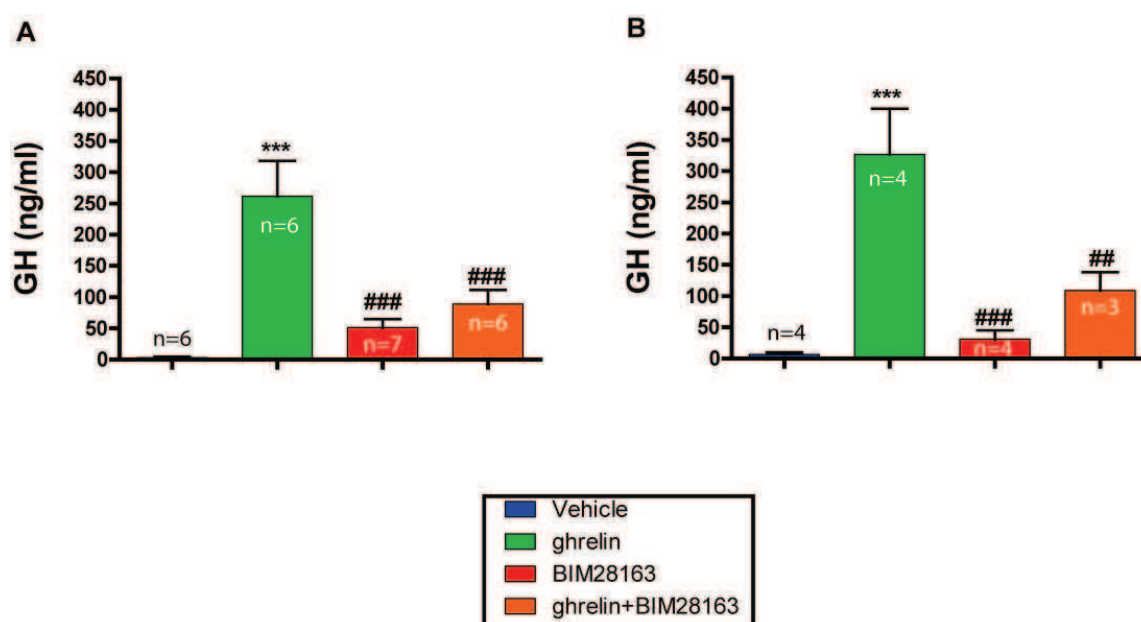 A
GH (ng/ml)
450
400
350
300
250
200
150
100
50
0
n=6
***
n=6
###
n=7
###
n=6
B
GH (ng/ml)
450
400
350
300
250
200
150
100
50
0
n=4
***
n=4
###
n=4
##
n=3
Vehicle
ghrelin
BIM28163
ghrelin+BIM28163